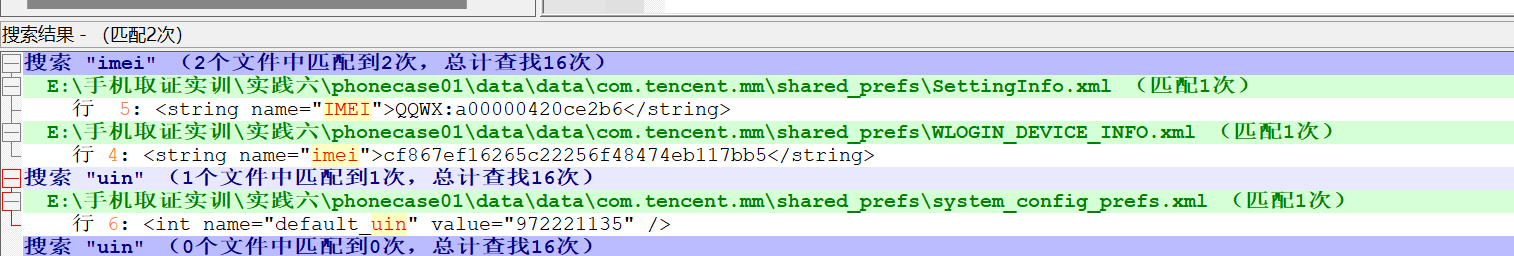 搜索结果 - （匹配2次）
搜索 "imei" （2个文件中匹配到2次，总计查找16次）
E:\手机取证实训\实践六\phonecase01\data\data\com.tencent.mm\shared_prefs\SettingInfo.xml （匹配1次）
行 5: <string name="IMEI">QQWX:a00000420ce2b6</string>
E:\手机取证实训\实践六\phonecase01\data\data\com.tencent.mm\shared_prefs\WLOGIN_DEVICE_INFO.xml （匹配1次）
行 4: <string name="imei">cf867ef16265c22256f48474eb117bb5</string>
搜索 "uin" （1个文件中匹配到1次，总计查找16次）
E:\手机取证实训\实践六\phonecase01\data\data\com.tencent.mm\shared_prefs\system_config_prefs.xml （匹配1次）
行 6: <int name="default_uin" value="972221135" />
搜索 "uin" （0个文件中匹配到0次，总计查找16次）